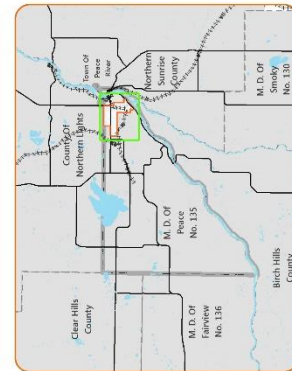 Town Of
Peace
River
Northern
Sunrise
County
M. D. Of
Smoky
No. 130
County Of
Northern Lights
M. D. Of
Peace
No. 135
Birch Hills
County
Clear Hills
County
M. D. Of
Fairview
No. 136